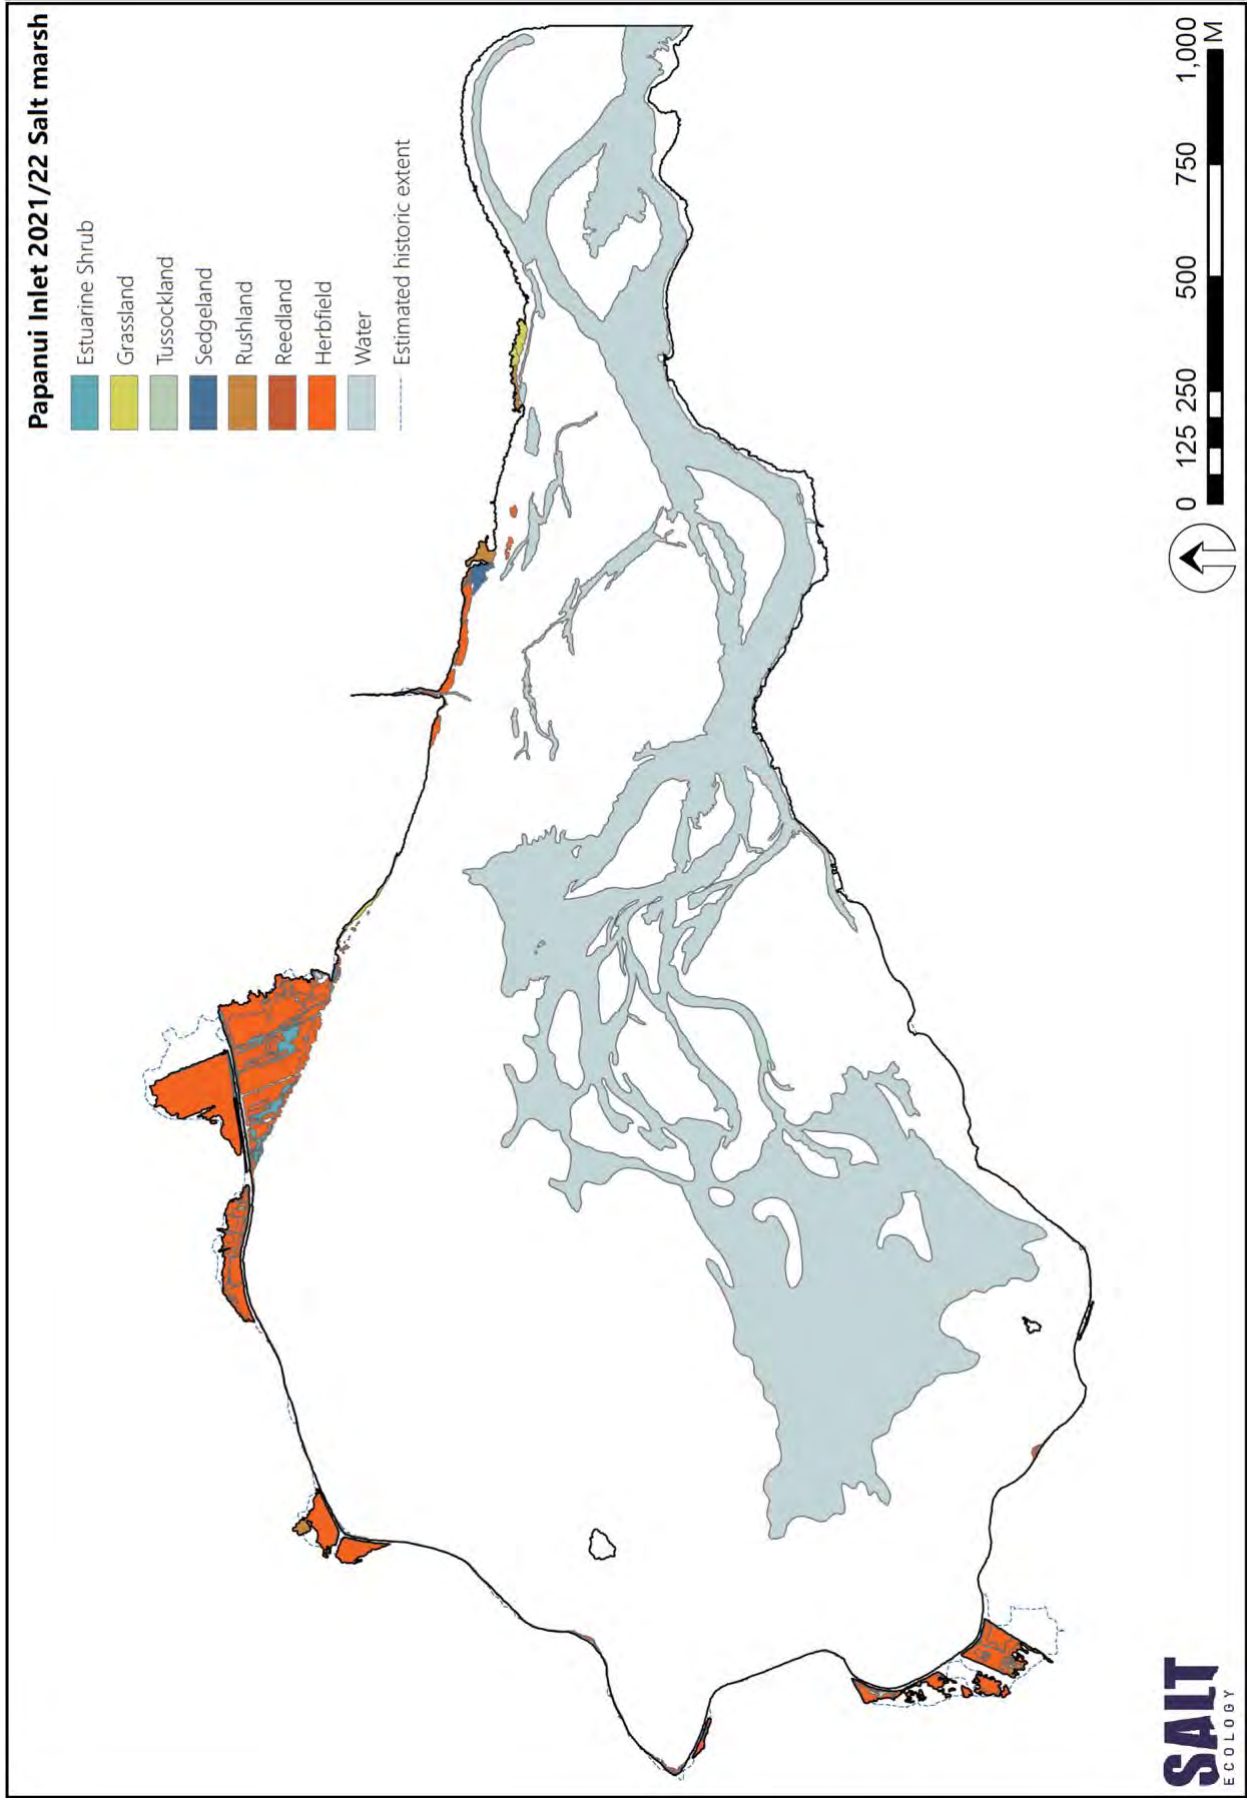 Papanui Inlet 2021/22 Salt marsh
Estuarine Shrub
Grassland
Tussockland
Sedgeland
Rushland
Reedland
Herbfield
Water
Estimated historic extent
0 125 250 500 750 1,000
M
SALT
ECOLOGY